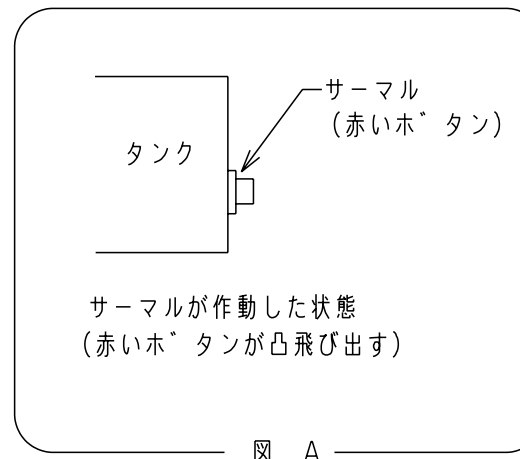 サーマル
(赤いボタン)
タンク
サーマルが作動した状態
(赤いボタンが凸飛び出す)
図 A